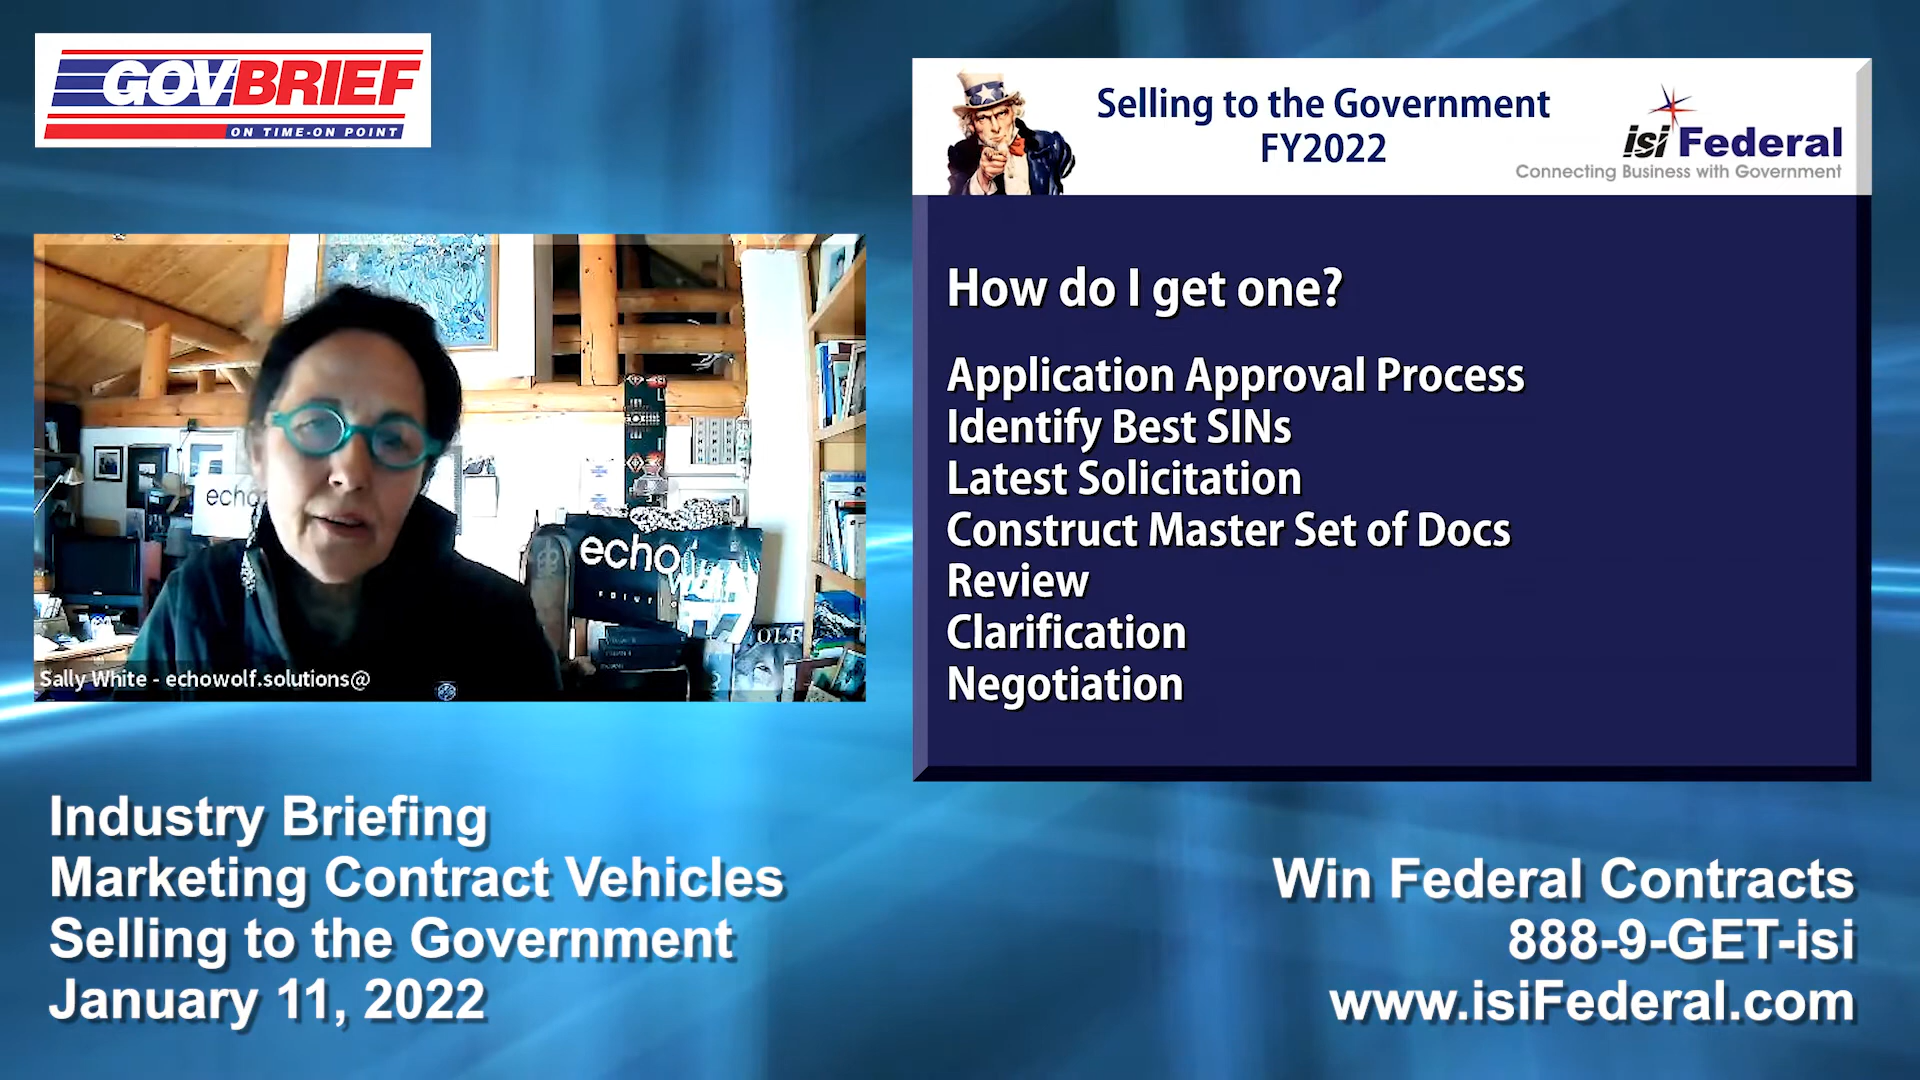 GOVBRIEF
ON TIME-ON POINT
Selling to the Government
FY2022
isi Federal
Connecting Business with Government
echo
echo
OLF
Sally White - echowolf.solutions@
How do I get one?
Application Approval Process
Identify Best SINs
Latest Solicitation
Construct Master Set of Docs
Review
Clarification
Negotiation
Industry Briefing
Marketing Contract Vehicles
Selling to the Government
January 11, 2022
Win Federal Contracts
888-9-GET-isi
www.isiFederal.com